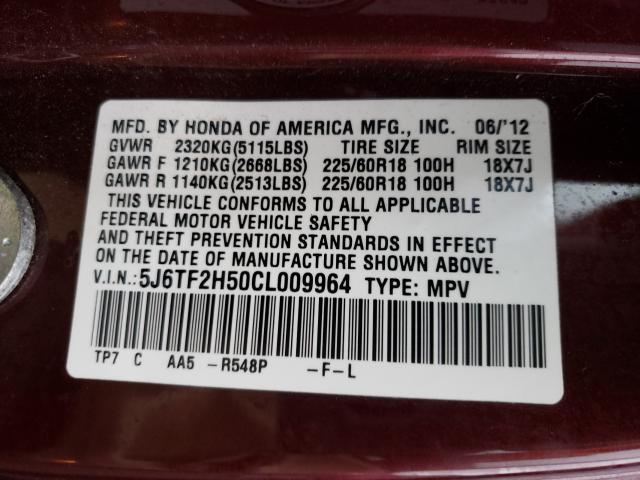 MFD. BY HONDA OF AMERICA MFG., INC. 06/'12
GVWR 2320KG(5115LBS) TIRE SIZE RIM SIZE
GAWR F 1210KG(2668LBS) 225/60R18 100H 18X7J
GAWR R 1140KG(2513LBS) 225/60R18 100H 18X7J
THIS VEHICLE CONFORMS TO ALL APPLICABLE
FEDERAL MOTOR VEHICLE SAFETY
AND THEFT PREVENTION STANDARDS IN EFFECT
ON THE DATE OF MANUFACTURE SHOWN ABOVE.
V.I.N.:5J6TF2H50CL009964 TYPE: MPV
TP7 C AA5 -R548P -F-L